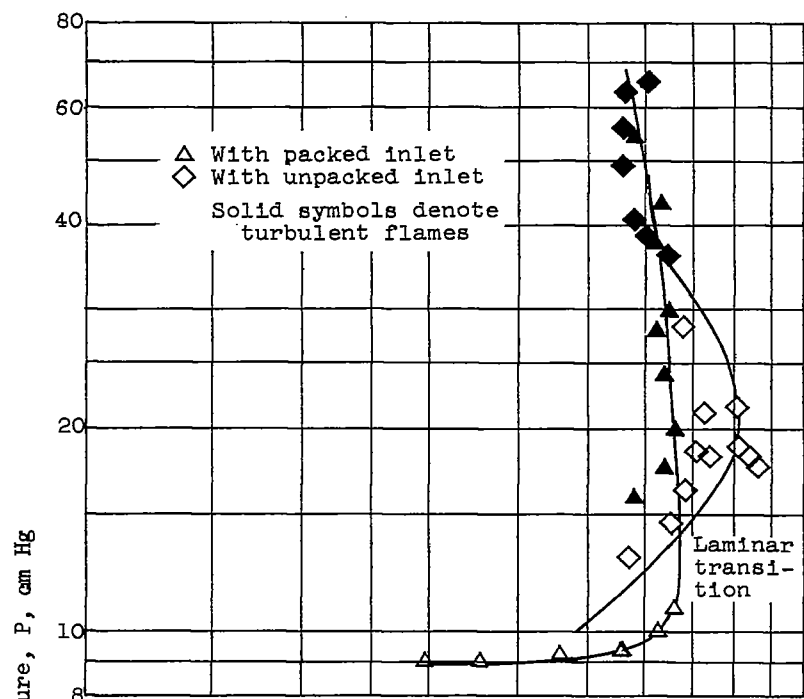 80
60
With packed inlet
With unpacked inlet
Solid symbols denote
turbulent flames
40
20
Laminar
transi-
tion
10
8
ure, P, cm Hg